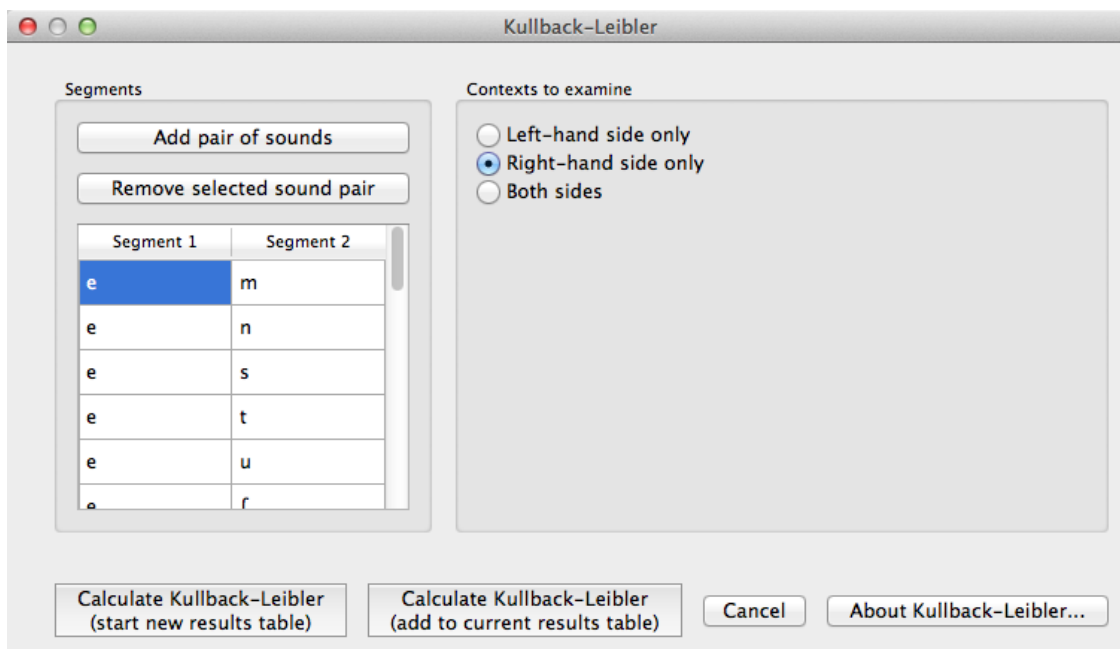 Kullback-Leibler
Segments
Add pair of sounds
Remove selected sound pair
Segment 1 Segment 2
e m
e n
e s
e t
e u
e ʃ
Contexts to examine
Left-hand side only
Right-hand side only
Both sides
Calculate Kullback-Leibler
(start new results table)
Calculate Kullback-Leibler
(add to current results table)
Cancel
About Kullback-Leibler...